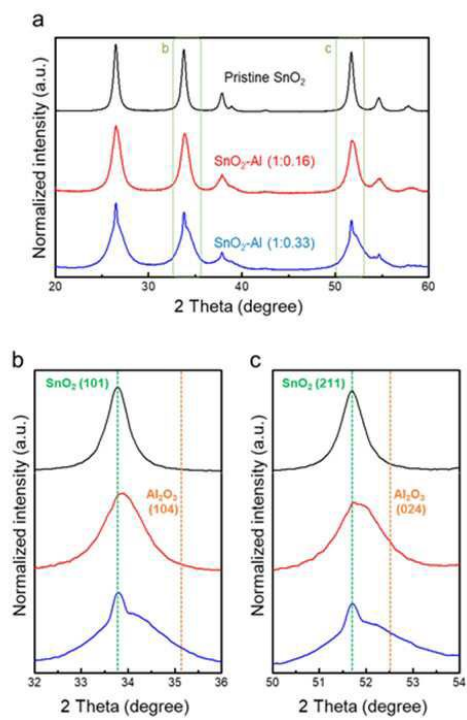 a
b
c
Pristine SnO₂
SnO₂-Al (1:0.16)
SnO₂-Al (1:0.33)
Normalized intensity (a.u.)
20 30 40 50 60
2 Theta (degree)
b
SnO₂ (101)
Al₂O₃
(104)
Normalized intensity (a.u.)
32 33 34 35 36
2 Theta (degree)
c
SnO₂ (211)
Al₂O₃
(024)
Normalized intensity (a.u.)
50 51 52 53 54
2 Theta (degree)